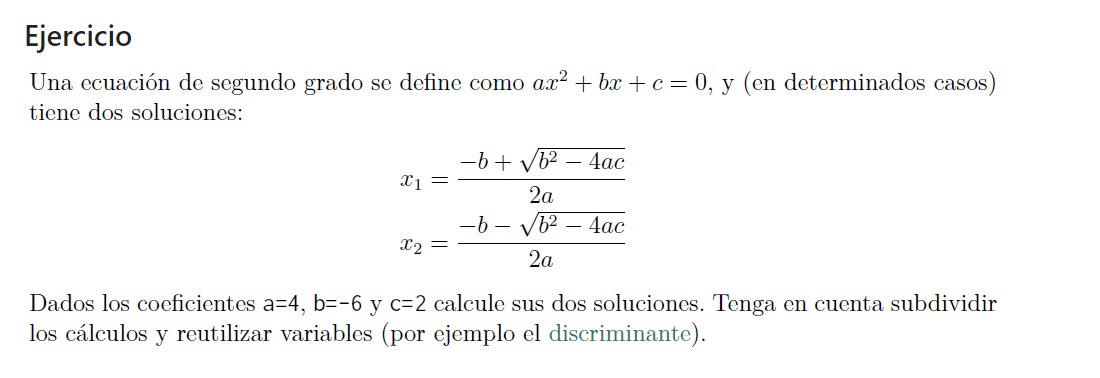 Ejercicio
Una ecuación de segundo grado se define como $ax^2 + bx + c = 0$, y (en determinados casos)
tiene dos soluciones:
$x_1 = \frac{-b + \sqrt{b^2 - 4ac}}{2a}$
$x_2 = \frac{-b - \sqrt{b^2 - 4ac}}{2a}$
Dados los coeficientes a=4, b=-6 y c=2 calcule sus dos soluciones. Tenga en cuenta subdividir
los cálculos y reutilizar variables (por ejemplo el discriminante).